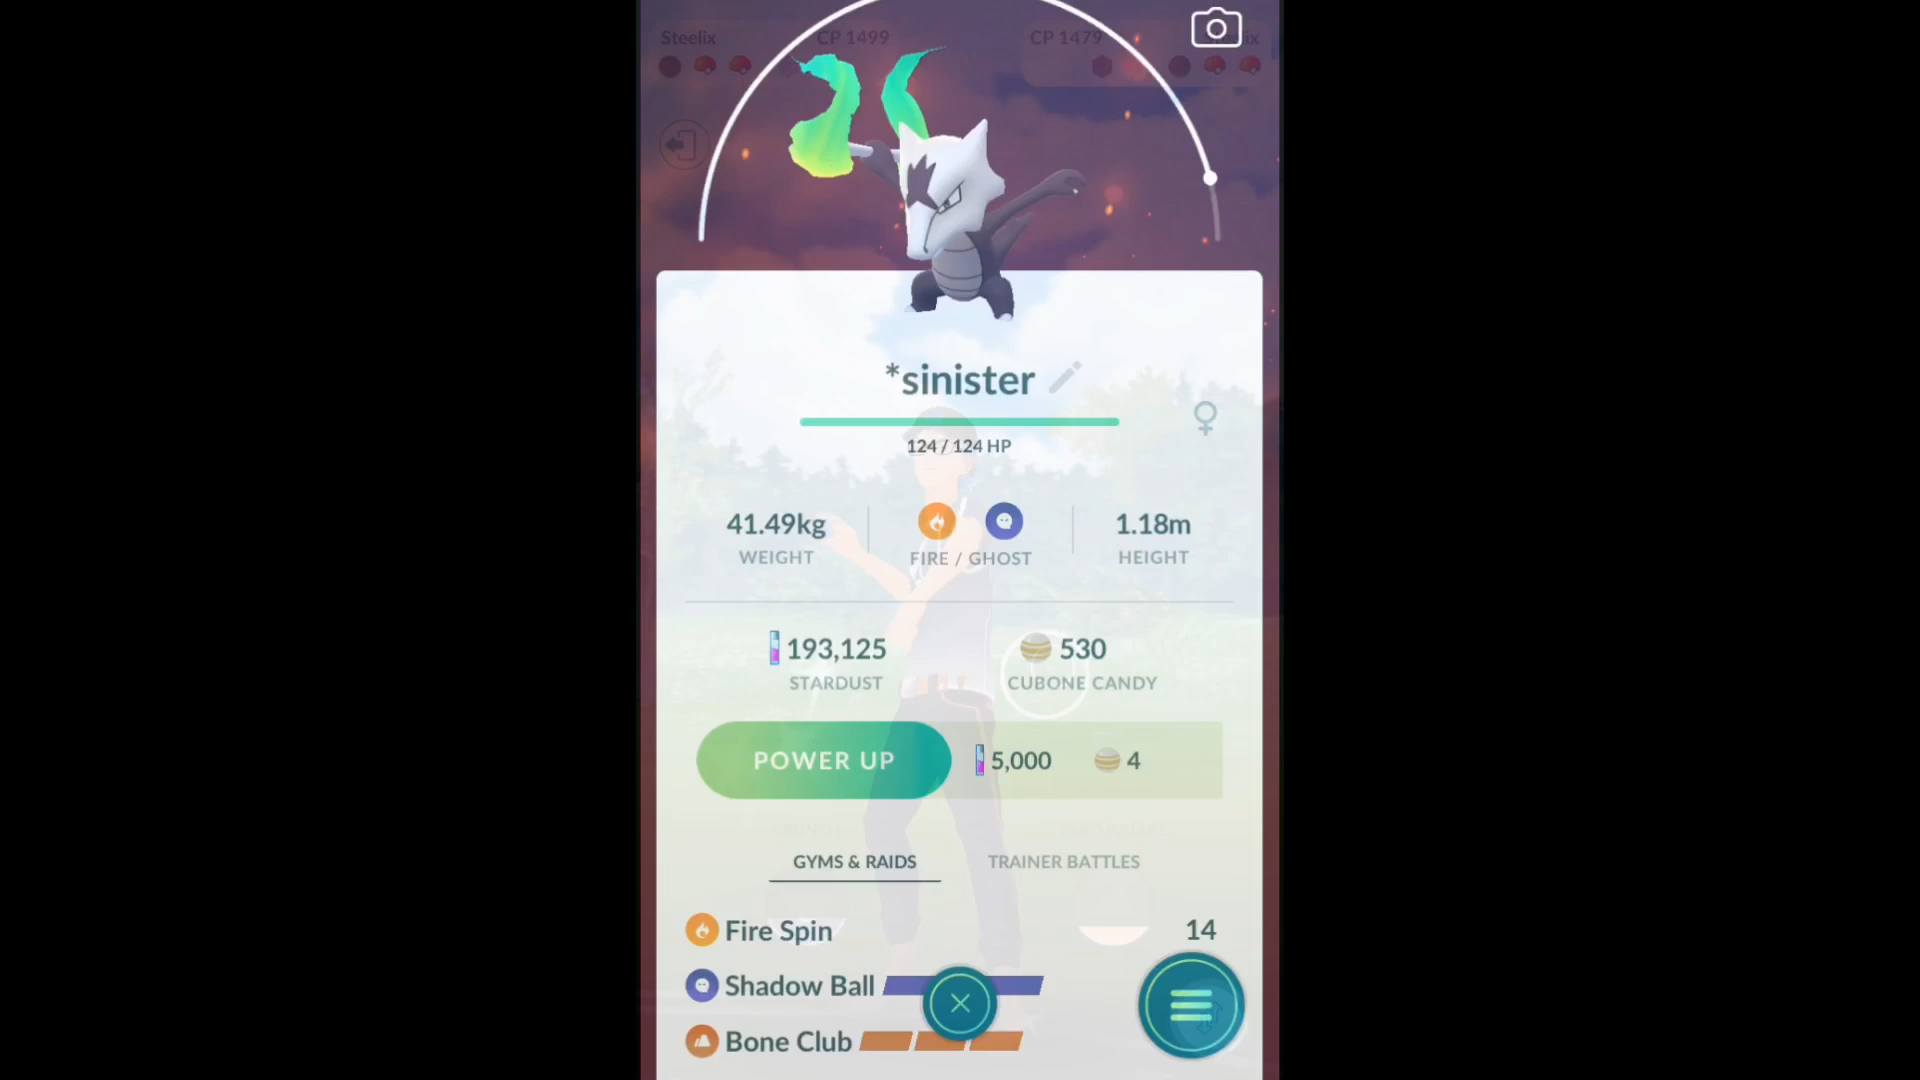 Steelix CP 1499 CP 1479
*sinister
124 / 124 HP
41.49kg
WEIGHT
FIRE / GHOST
1.18m
HEIGHT
193,125
STARDUST
530
CUBONE CANDY
POWER UP 5,000 4
GYMS & RAIDS TRAINER BATTLES
Fire Spin 14
Shadow Ball
Bone Club